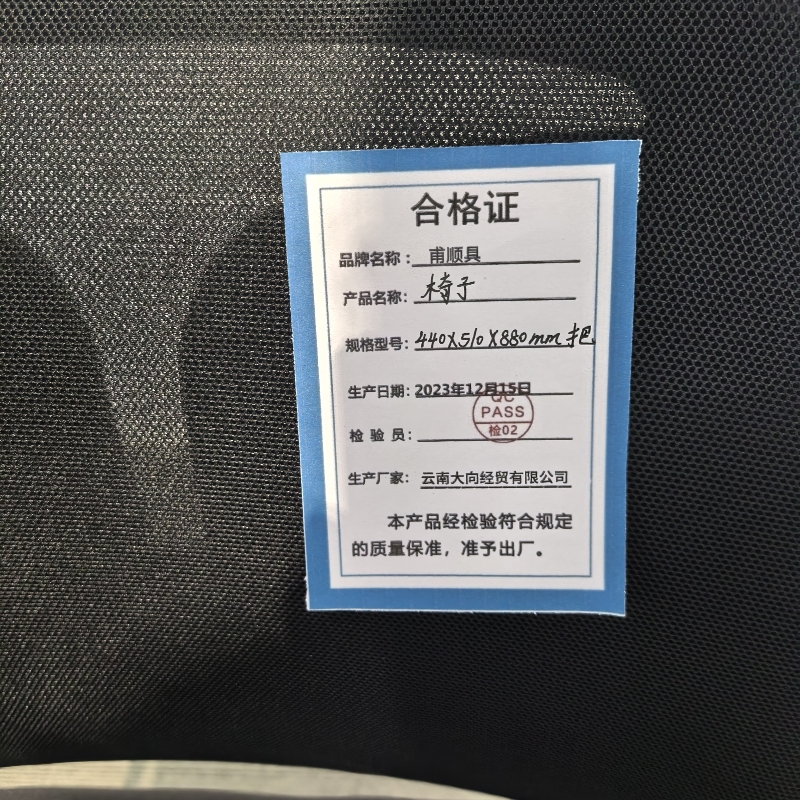 合格证
品牌名称：甫顺具
产品名称：椅子
规格型号：440X510X880mm 把
生产日期：2023年12月15日
QC
PASS
检02
检 验 员：
生产厂家：云南大向经贸有限公司
本产品经检验符合规定
的质量保准，准予出厂。